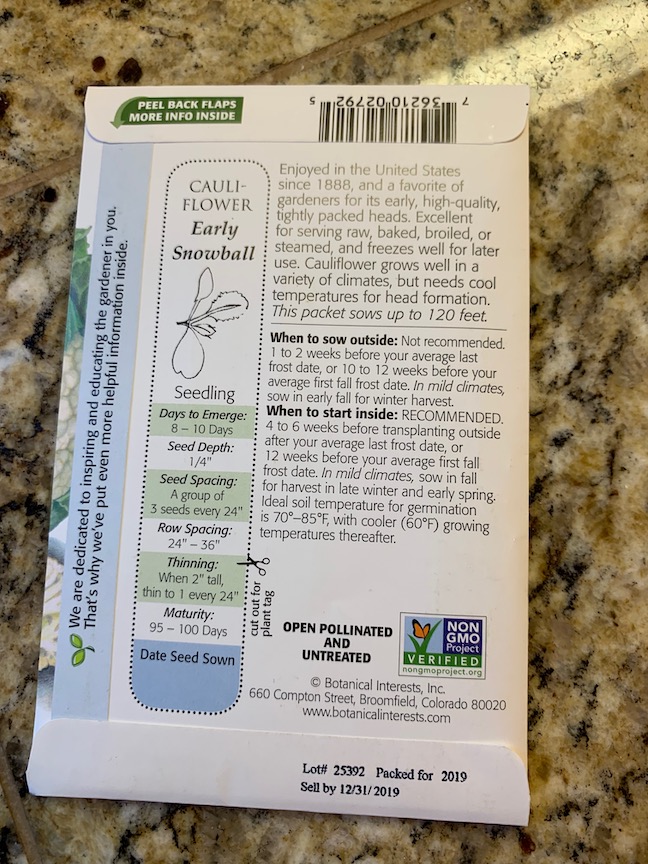 PEEL BACK FLAPS
MORE INFO INSIDE
7 36210 02792 5
We are dedicated to inspiring and educating the gardener in you.
That's why we've put even more helpful information inside.
CAULI-
FLOWER
Early
Snowball
Seedling
Days to Emerge:
8 – 10 Days
Seed Depth:
1/4"
Seed Spacing:
A group of
3 seeds every 24"
Row Spacing:
24" – 36"
Thinning:
When 2" tall,
thin to 1 every 24"
Maturity:
95 – 100 Days
Date Seed Sown
cut out for
plant tag
Enjoyed in the United States
since 1888, and a favorite of
gardeners for its early, high-quality,
tightly packed heads. Excellent
for serving raw, baked, broiled, or
steamed, and freezes well for later
use. Cauliflower grows well in a
variety of climates, but needs cool
temperatures for head formation.
This packet sows up to 120 feet.
When to sow outside: Not recommended.
1 to 2 weeks before your average last
frost date, or 10 to 12 weeks before your
average first fall frost date. In mild climates,
sow in early fall for winter harvest.
When to start inside: RECOMMENDED.
4 to 6 weeks before transplanting outside
after your average last frost date, or
12 weeks before your average first fall
frost date. In mild climates, sow in fall
for harvest in late winter and early spring.
Ideal soil temperature for germination
is 70°–85°F, with cooler (60°F) growing
temperatures thereafter.
OPEN POLLINATED
AND
UNTREATED
NON
GMO
Project
VERIFIED
nongmoproject.org
© Botanical Interests, Inc.
660 Compton Street, Broomfield, Colorado 80020
www.botanicalinterests.com
Lot# 25392 Packed for 2019
Sell by 12/31/2019